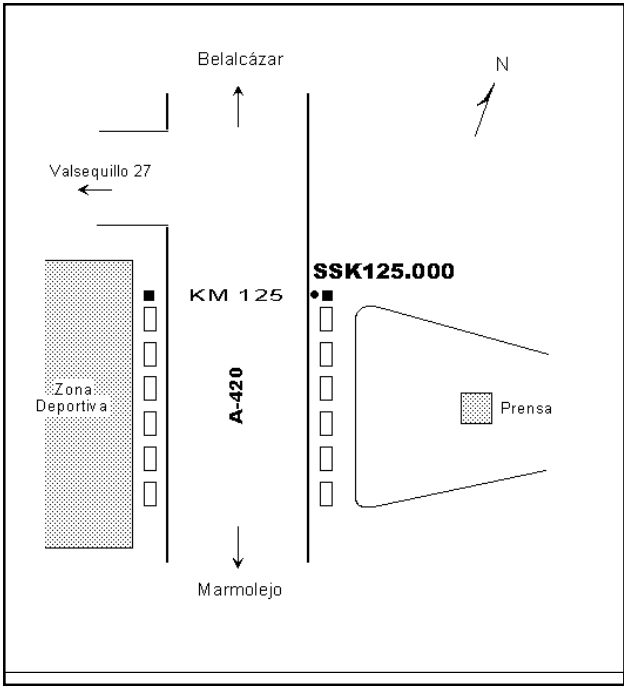 Belalcázar
N
Valsequillo 27
SSK125.000
KM 125
A-420
Zona
Deportiva
Prensa
Marmolejo